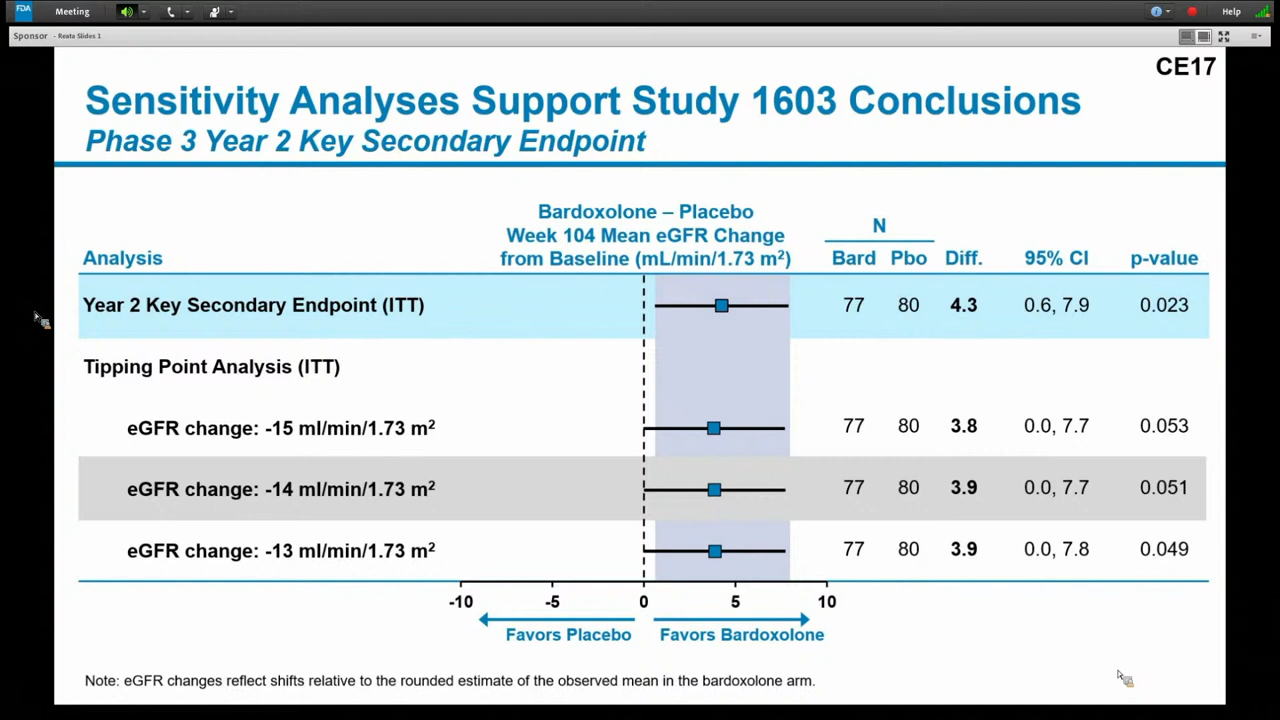 FDA
Meeting
Help
Sponsor - Reata Slides 1
CE17
Sensitivity Analyses Support Study 1603 Conclusions
Phase 3 Year 2 Key Secondary Endpoint
Bardoxolone – Placebo
Week 104 Mean eGFR Change
from Baseline (mL/min/1.73 m²)
N
Analysis Bard Pbo Diff. 95% CI p-value
Year 2 Key Secondary Endpoint (ITT) 77 80 4.3 0.6, 7.9 0.023
Tipping Point Analysis (ITT)
eGFR change: -15 ml/min/1.73 m² 77 80 3.8 0.0, 7.7 0.053
eGFR change: -14 ml/min/1.73 m² 77 80 3.9 0.0, 7.7 0.051
eGFR change: -13 ml/min/1.73 m² 77 80 3.9 0.0, 7.8 0.049
-10 -5 0 5 10
Favors Placebo Favors Bardoxolone
Note: eGFR changes reflect shifts relative to the rounded estimate of the observed mean in the bardoxolone arm.